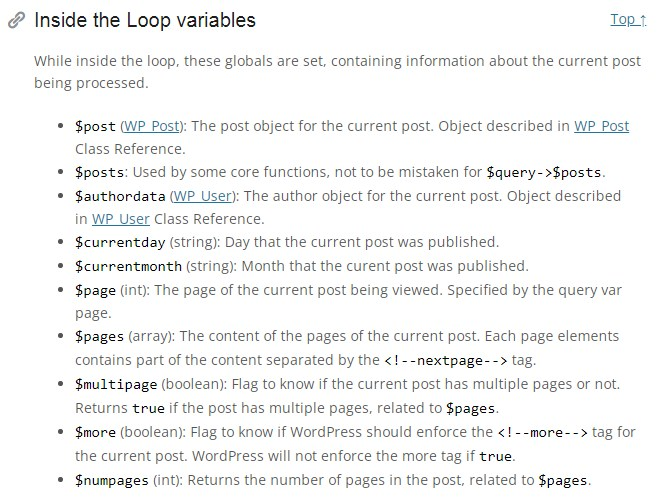 Inside the Loop variables
Top ↑
While inside the loop, these globals are set, containing information about the current post
being processed.
• $post (WP_Post): The post object for the current post. Object described in WP_Post
Class Reference.
• $posts: Used by some core functions, not to be mistaken for $query->$posts.
• $authordata (WP_User): The author object for the current post. Object described
in WP_User Class Reference.
• $currentday (string): Day that the current post was published.
• $currentmonth (string): Month that the curent post was published.
• $page (int): The page of the current post being viewed. Specified by the query var
page.
• $pages (array): The content of the pages of the current post. Each page elements
contains part of the content separated by the <!--nextpage--> tag.
• $multipage (boolean): Flag to know if the current post has multiple pages or not.
Returns true if the post has multiple pages, related to $pages.
• $more (boolean): Flag to know if WordPress should enforce the <!--more--> tag for
the current post. WordPress will not enforce the more tag if true.
• $numpages (int): Returns the number of pages in the post, related to $pages.